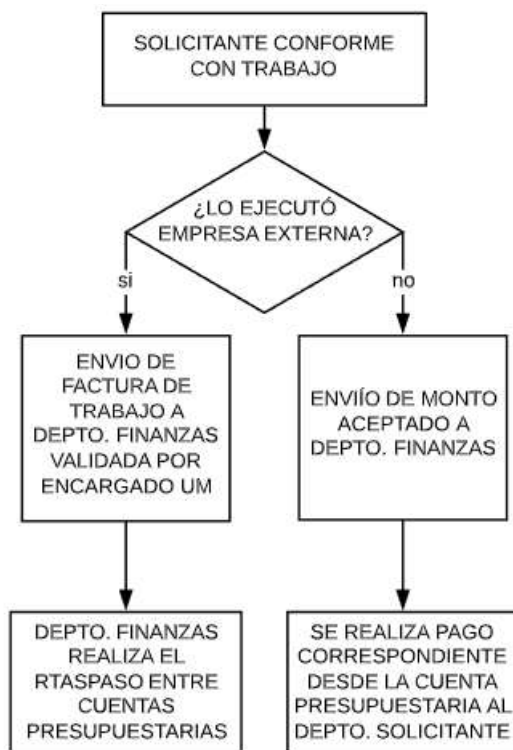 SOLICITANTE CONFORME
CON TRABAJO
¿LO EJECUTÓ
EMPRESA EXTERNA?
si
no
ENVIO DE
FACTURA DE
TRABAJO A
DEPTO. FINANZAS
VALIDADA POR
ENCARGADO UM
ENVIÍO DE MONTO
ACEPTADO A
DEPTO. FINANZAS
DEPTO. FINANZAS
REALIZA EL
RTASPASO ENTRE
CUENTAS
PRESUPUESTARIAS
SE REALIZA PAGO
CORRESPONDIENTE
DESDE LA CUENTA
PRESUPUESTARIA AL
DEPTO. SOLICITANTE